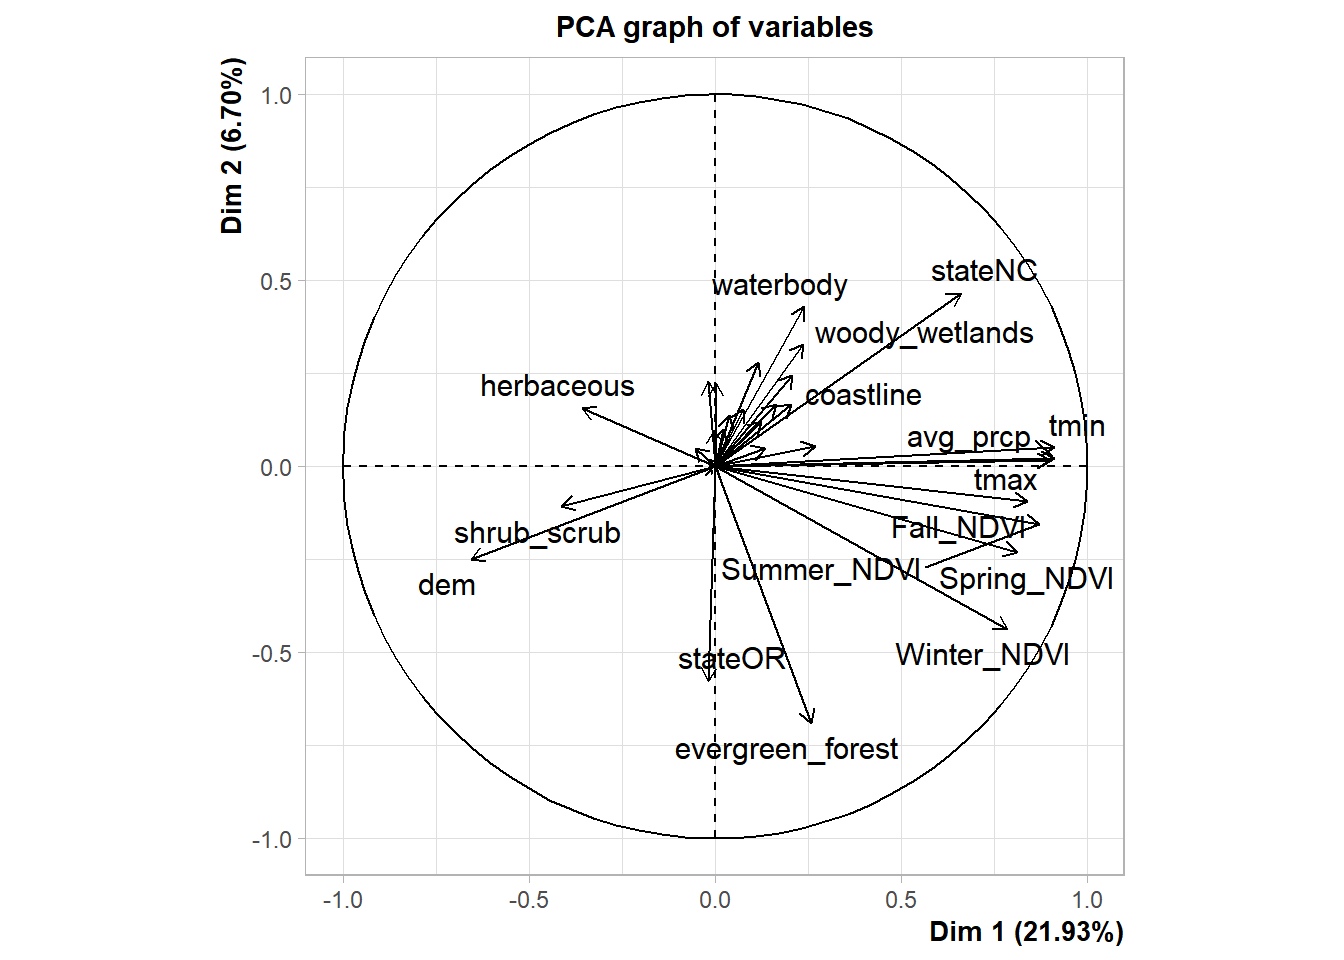 PCA graph of variables
Dim 2 (6.70%)
1.0
0.5
0.0
-0.5
-1.0
stateNC
waterbody
woody_wetlands
herbaceous
coastline
tmin
avg_prcp
tmax
Fall_NDVI
shrub_scrub
Summer_NDVI
Spring_NDVI
dem
stateOR
Winter_NDVI
evergreen_forest
-1.0
-0.5
0.0
0.5
1.0
Dim 1 (21.93%)